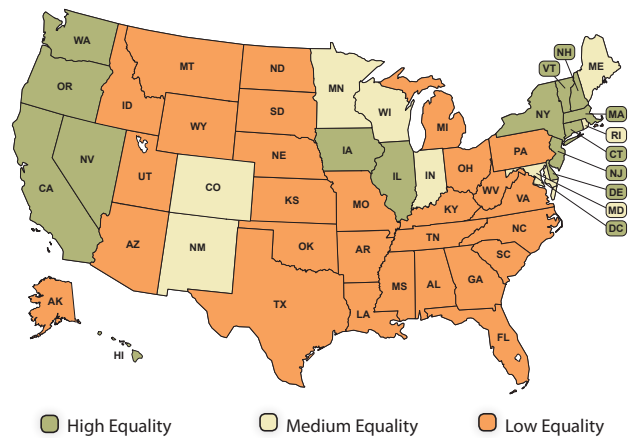 WA
OR
CA
NV
ID
MT
WY
UT
AZ
CO
NM
ND
SD
NE
KS
OK
TX
MN
IA
MO
AR
LA
WI
IL
MI
IN
OH
KY
TN
MS
AL
GA
FL
SC
NC
VA
WV
PA
NY
VT
NH
ME
MA
RI
CT
NJ
DE
MD
DC
AK
HI
High Equality
Medium Equality
Low Equality